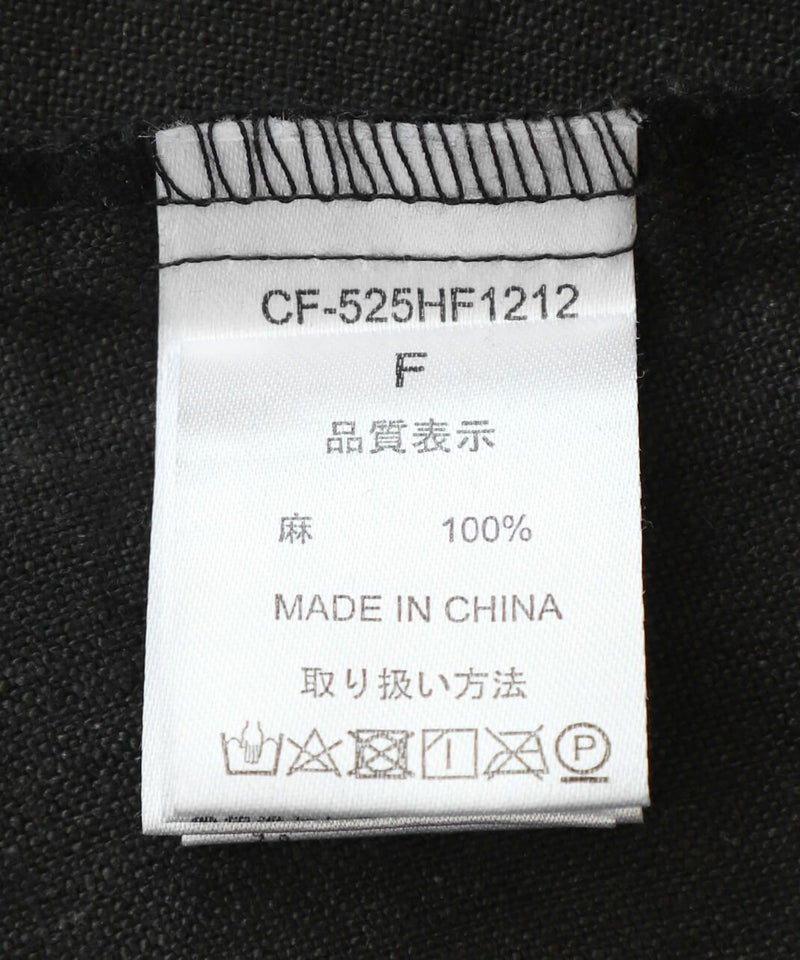 CF-525HF1212
F
品質表示
麻 100%
MADE IN CHINA
取り扱い方法
P